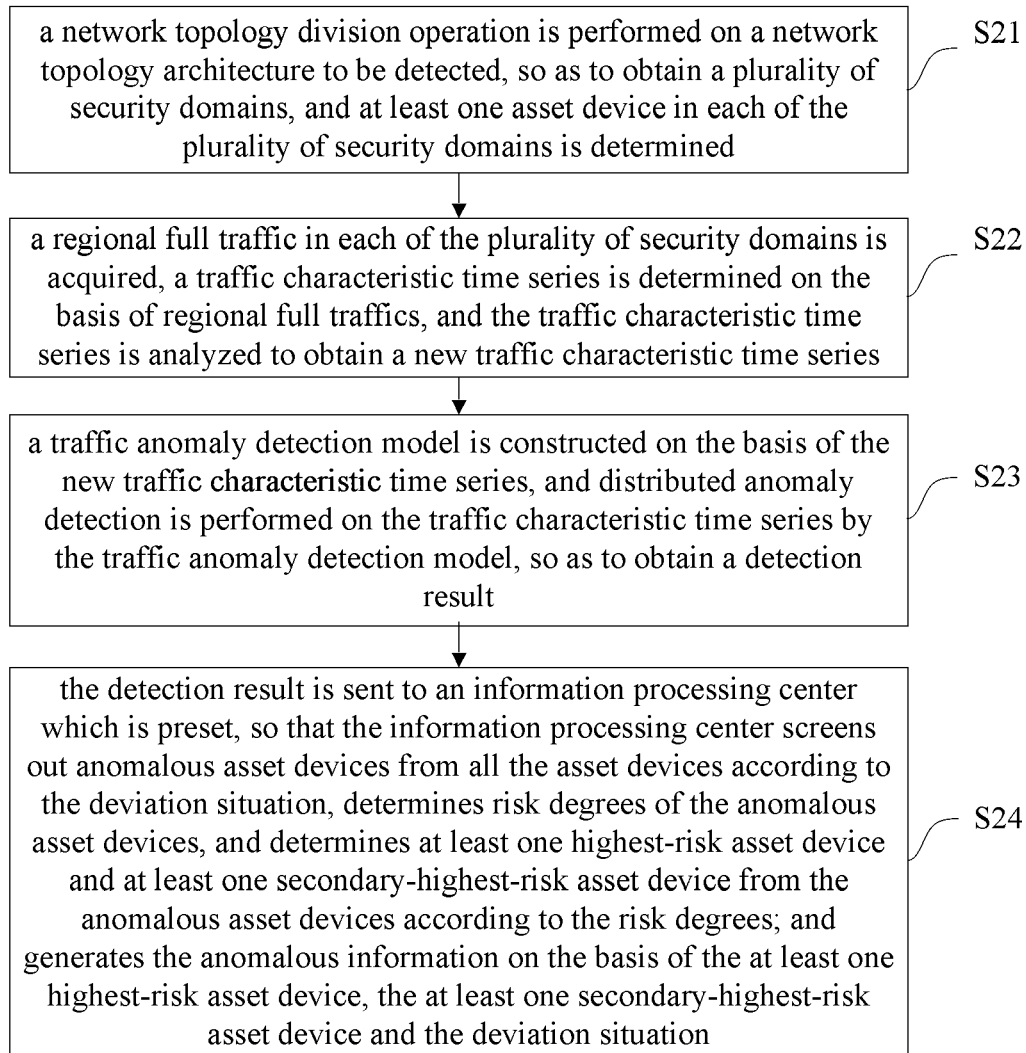 a network topology division operation is performed on a network
topology architecture to be detected, so as to obtain a plurality of
security domains, and at least one asset device in each of the
plurality of security domains is determined
S21
a regional full traffic in each of the plurality of security domains is
acquired, a traffic characteristic time series is determined on the
basis of regional full traffics, and the traffic characteristic time
series is analyzed to obtain a new traffic characteristic time series
S22
a traffic anomaly detection model is constructed on the basis of the
new traffic characteristic time series, and distributed anomaly
detection is performed on the traffic characteristic time series by
the traffic anomaly detection model, so as to obtain a detection
result
S23
the detection result is sent to an information processing center
which is preset, so that the information processing center screens
out anomalous asset devices from all the asset devices according to
the deviation situation, determines risk degrees of the anomalous
asset devices, and determines at least one highest-risk asset device
and at least one secondary-highest-risk asset device from the
anomalous asset devices according to the risk degrees; and
generates the anomalous information on the basis of the at least one
highest-risk asset device, the at least one secondary-highest-risk
asset device and the deviation situation
S24